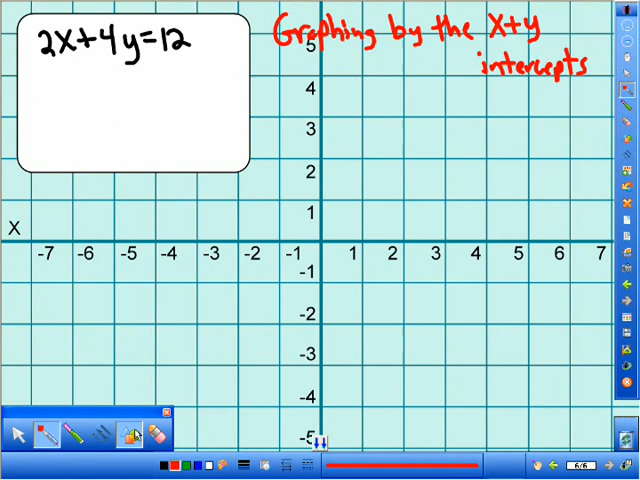 2x+4y=12
Graphing by the x+y
intercepts
5
4
3
2
1
X
-7 -6 -5 -4 -3 -2 -1 1 2 3 4 5 6 7
-1
-2
-3
-4
-5
6/6